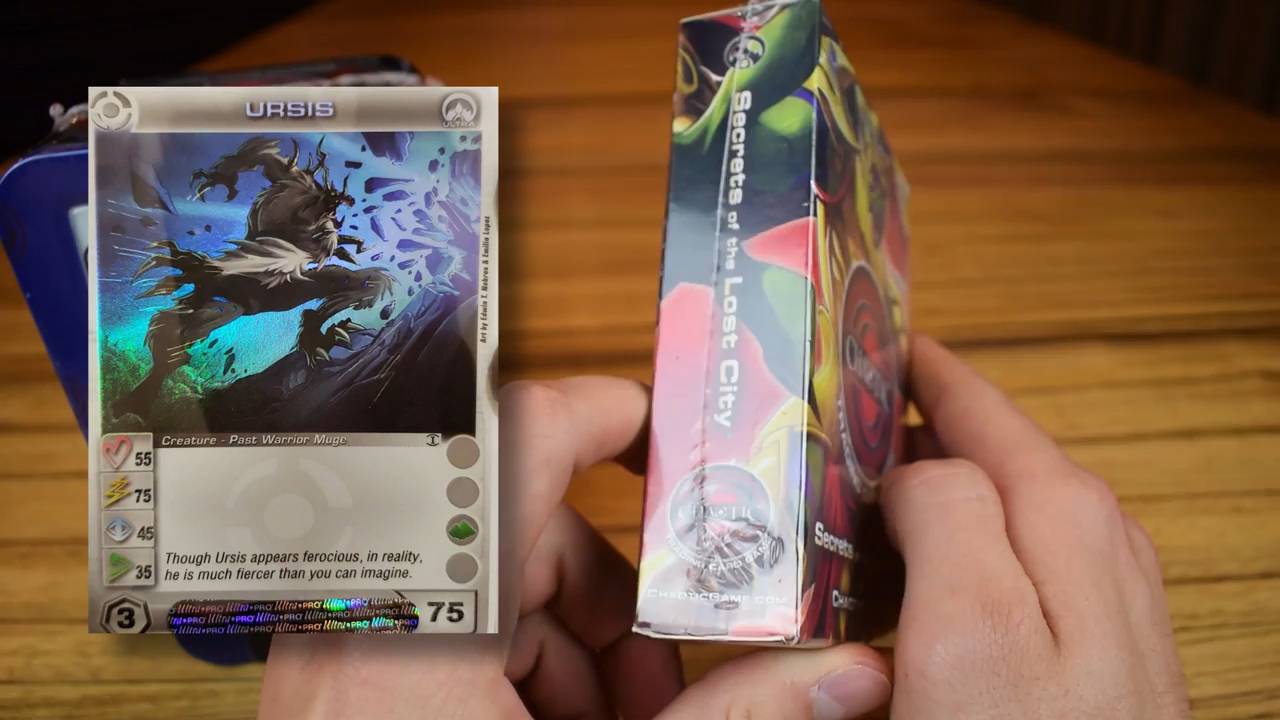 URSIS
ULTRA
Art by Edwin T. Nebres & Emilio Lopez
Creature - Past Warrior Muge
55
75
45
35
Though Ursis appears ferocious, in reality,
he is much fiercer than you can imagine.
3
75
Secrets of the Lost City
CHAOTIC
TRADING CARD GAME
CHAOTICGAME.COM
CHAOTIC
Secrets